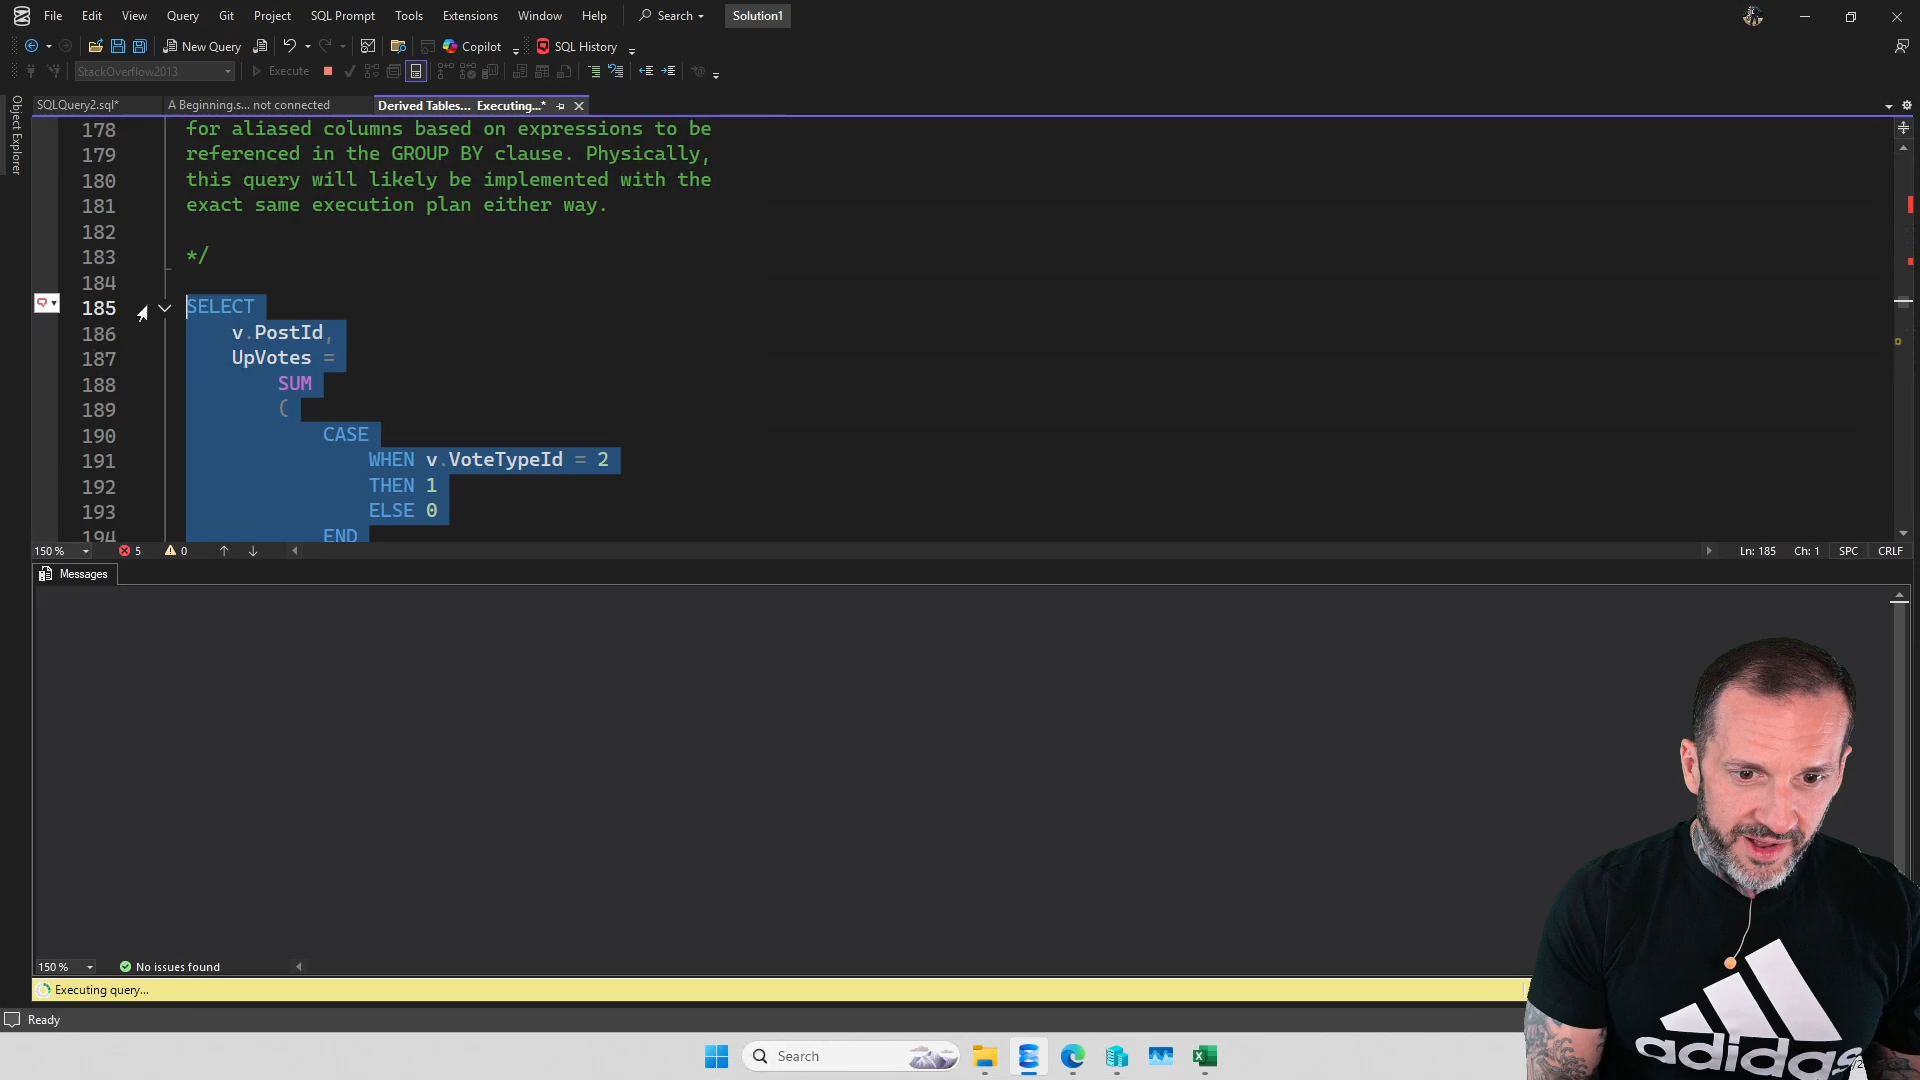 File Edit View Query Git Project SQL Prompt Tools Extensions Window Help Search Solution1
New Query Copilot SQL History
StackOverflow2013 Execute
SQLQuery2.sql* A Beginning.s... not connected Derived Tables... Executing...*
Object Explorer
178 for aliased columns based on expressions to be
179 referenced in the GROUP BY clause. Physically,
180 this query will likely be implemented with the
181 exact same execution plan either way.
182
183 */
184
185 SELECT
186 v.PostId,
187 UpVotes =
188 SUM
189 (
190 CASE
191 WHEN v.VoteTypeId = 2
192 THEN 1
193 ELSE 0
194 END
150 % 5 0 Ln: 185 Ch: 1 SPC CRLF
Messages
150 % No issues found
Executing query...
Ready
Search
adidas